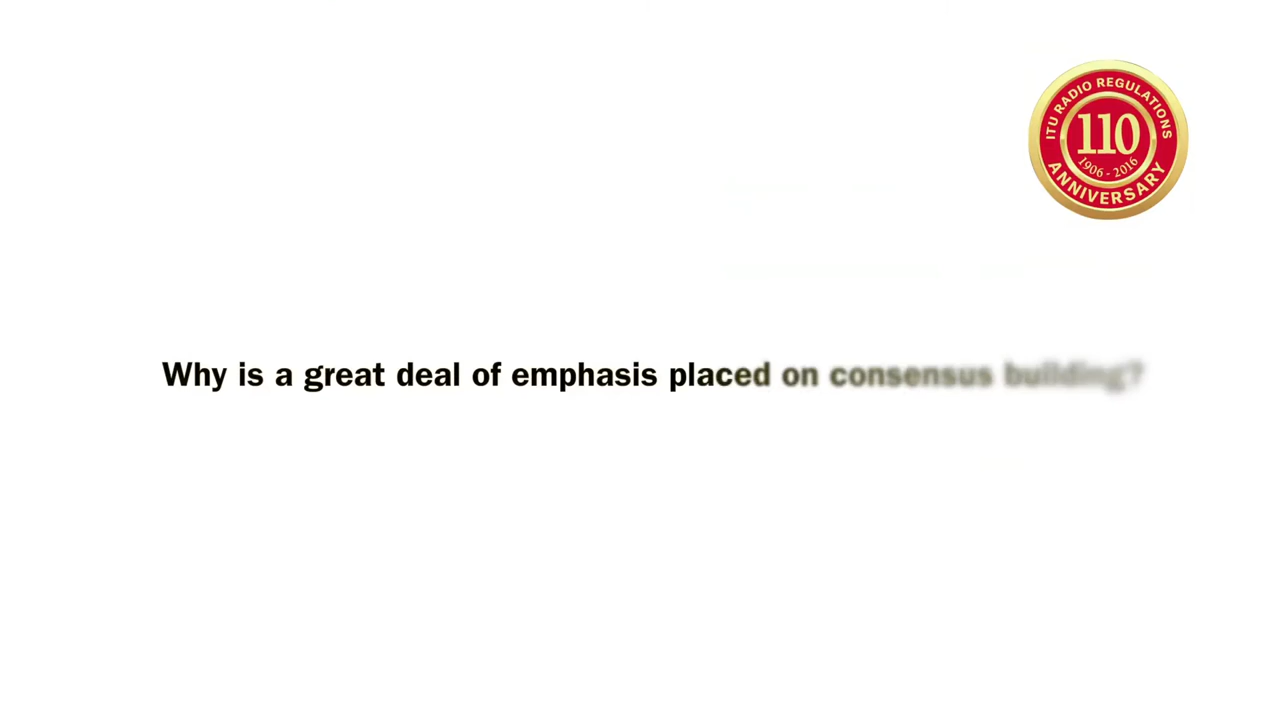 ITU RADIO REGULATIONS
110
1906 - 2016
ANNIVERSARY
Why is a great deal of emphasis placed on consensus building?